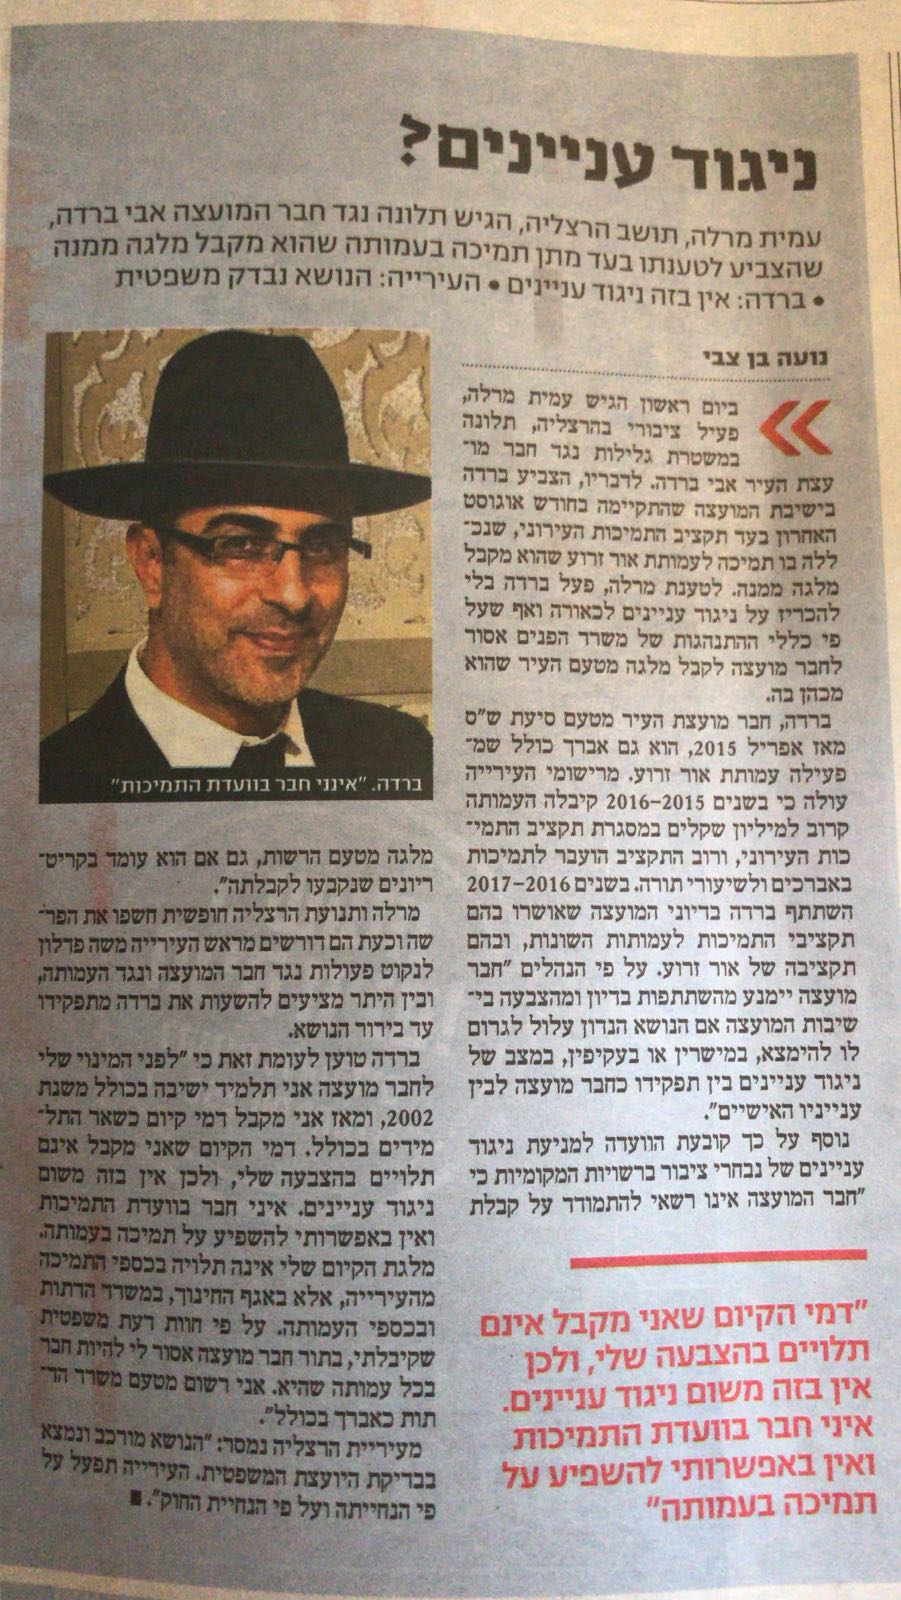 ניגוד עניינים?
עמית מרלה, תושב הרצליה, הגיש תלונה נגד חבר המועצה אבי ברדה,
שהצביע לטענתו בעד מתן תמיכה בעמותה שהוא מקבל מלגה ממנה
• ברדה: אין בזה ניגוד עניינים • העירייה: הנושא נבדק משפטית
נועה בן צבי
ביום ראשון הגיש עמית מרלה,
פעיל ציבורי בהרצליה, תלונה
במשטרת גלילות נגד חבר מו־
עצת העיר אבי ברדה. לדבריו, הצביע ברדה
בישיבת המועצה שהתקיימה בחודש אוגוסט
האחרון בעד תקציב התמיכות העירוני, שנכ־
ללה בו תמיכה לעמותת אור זרוע שהוא מקבל
מלגה ממנה. לטענת מרלה, פעל ברדה בלי
להכריז על ניגוד עניינים לכאורה ואף שעל
פי כללי ההתנהגות של משרד הפנים אסור
לחבר מועצה לקבל מלגה מטעם העיר שהוא
מכהן בה.
ברדה, חבר מועצת העיר מטעם סיעת ש"ס
מאז אפריל 2015, הוא גם אברך כולל שמ־
פעילה עמותת אור זרוע. מרישומי העירייה
עולה כי בשנים 2015–2016 קיבלה העמותה
קרוב למיליון שקלים במסגרת תקציב התמי־
כות העירוני, ורוב התקציב הועבר לתמיכות
באברכים ולשיעורי תורה. בשנים 2016–2017
השתתף ברדה בדיוני המועצה שאושרו בהם
תקציבי התמיכות לעמותות השונות, ובהם
תקציבה של אור זרוע. על פי הנהלים "חבר
מועצה יימנע מהשתתפות בדיון ומהצבעה בי־
שיבות המועצה אם הנושא הנדון עלול לגרום
לו להימצא, במישרין או בעקיפין, במצב של
ניגוד עניינים בין תפקידו כחבר מועצה לבין
ענייניו האישיים".
נוסף על כך קובעת הוועדה למניעת ניגוד
עניינים של נבחרי ציבור ברשויות המקומיות כי
"חבר המועצה אינו רשאי להתמודד על קבלת
"דמי הקיום שאני מקבל אינם
תלויים בהצבעה שלי, ולכן
אין בזה משום ניגוד עניינים.
איני חבר בוועדת התמיכות
ואין באפשרותי להשפיע על
תמיכה בעמותה"
ברדה. "אינני חבר בוועדת התמיכות"
מלגה מטעם הרשות, גם אם הוא עומד בקריט־
ריונים שנקבעו לקבלתה".
מרלה ותנועת הרצליה חופשית חשפו את הפר־
שה וכעת הם דורשים מראש העירייה משה פדלון
לנקוט פעולות נגד חבר המועצה ונגד העמותה,
ובין היתר מציעים להשעות את ברדה מתפקידו
עד בירור הנושא.
ברדה טוען לעומת זאת כי "לפני המינוי שלי
לחבר מועצה אני תלמיד ישיבה בכולל משנת
2002, ומאז אני מקבל דמי קיום כשאר התל־
מידים בכולל. דמי הקיום שאני מקבל אינם
תלויים בהצבעה שלי, ולכן אין בזה משום
ניגוד עניינים. איני חבר בוועדת התמיכות
ואין באפשרותי להשפיע על תמיכה בעמותה.
מלגת הקיום שלי אינה תלויה בכספי התמיכה
מהעירייה, אלא באגף החינוך, במשרד הדתות
ובכספי העמותה. על פי חוות דעת משפטית
שקיבלתי, בתור חבר מועצה אסור לי להיות חבר
בכל עמותה שהיא. אני רשום מטעם משרד הד־
תות כאברך בכולל".
מעיריית הרצליה נמסר: "הנושא מורכב ונמצא
בבדיקת היועצת המשפטית. העירייה תפעל על
פי הנחייתה ועל פי הנחיית החוק". ■